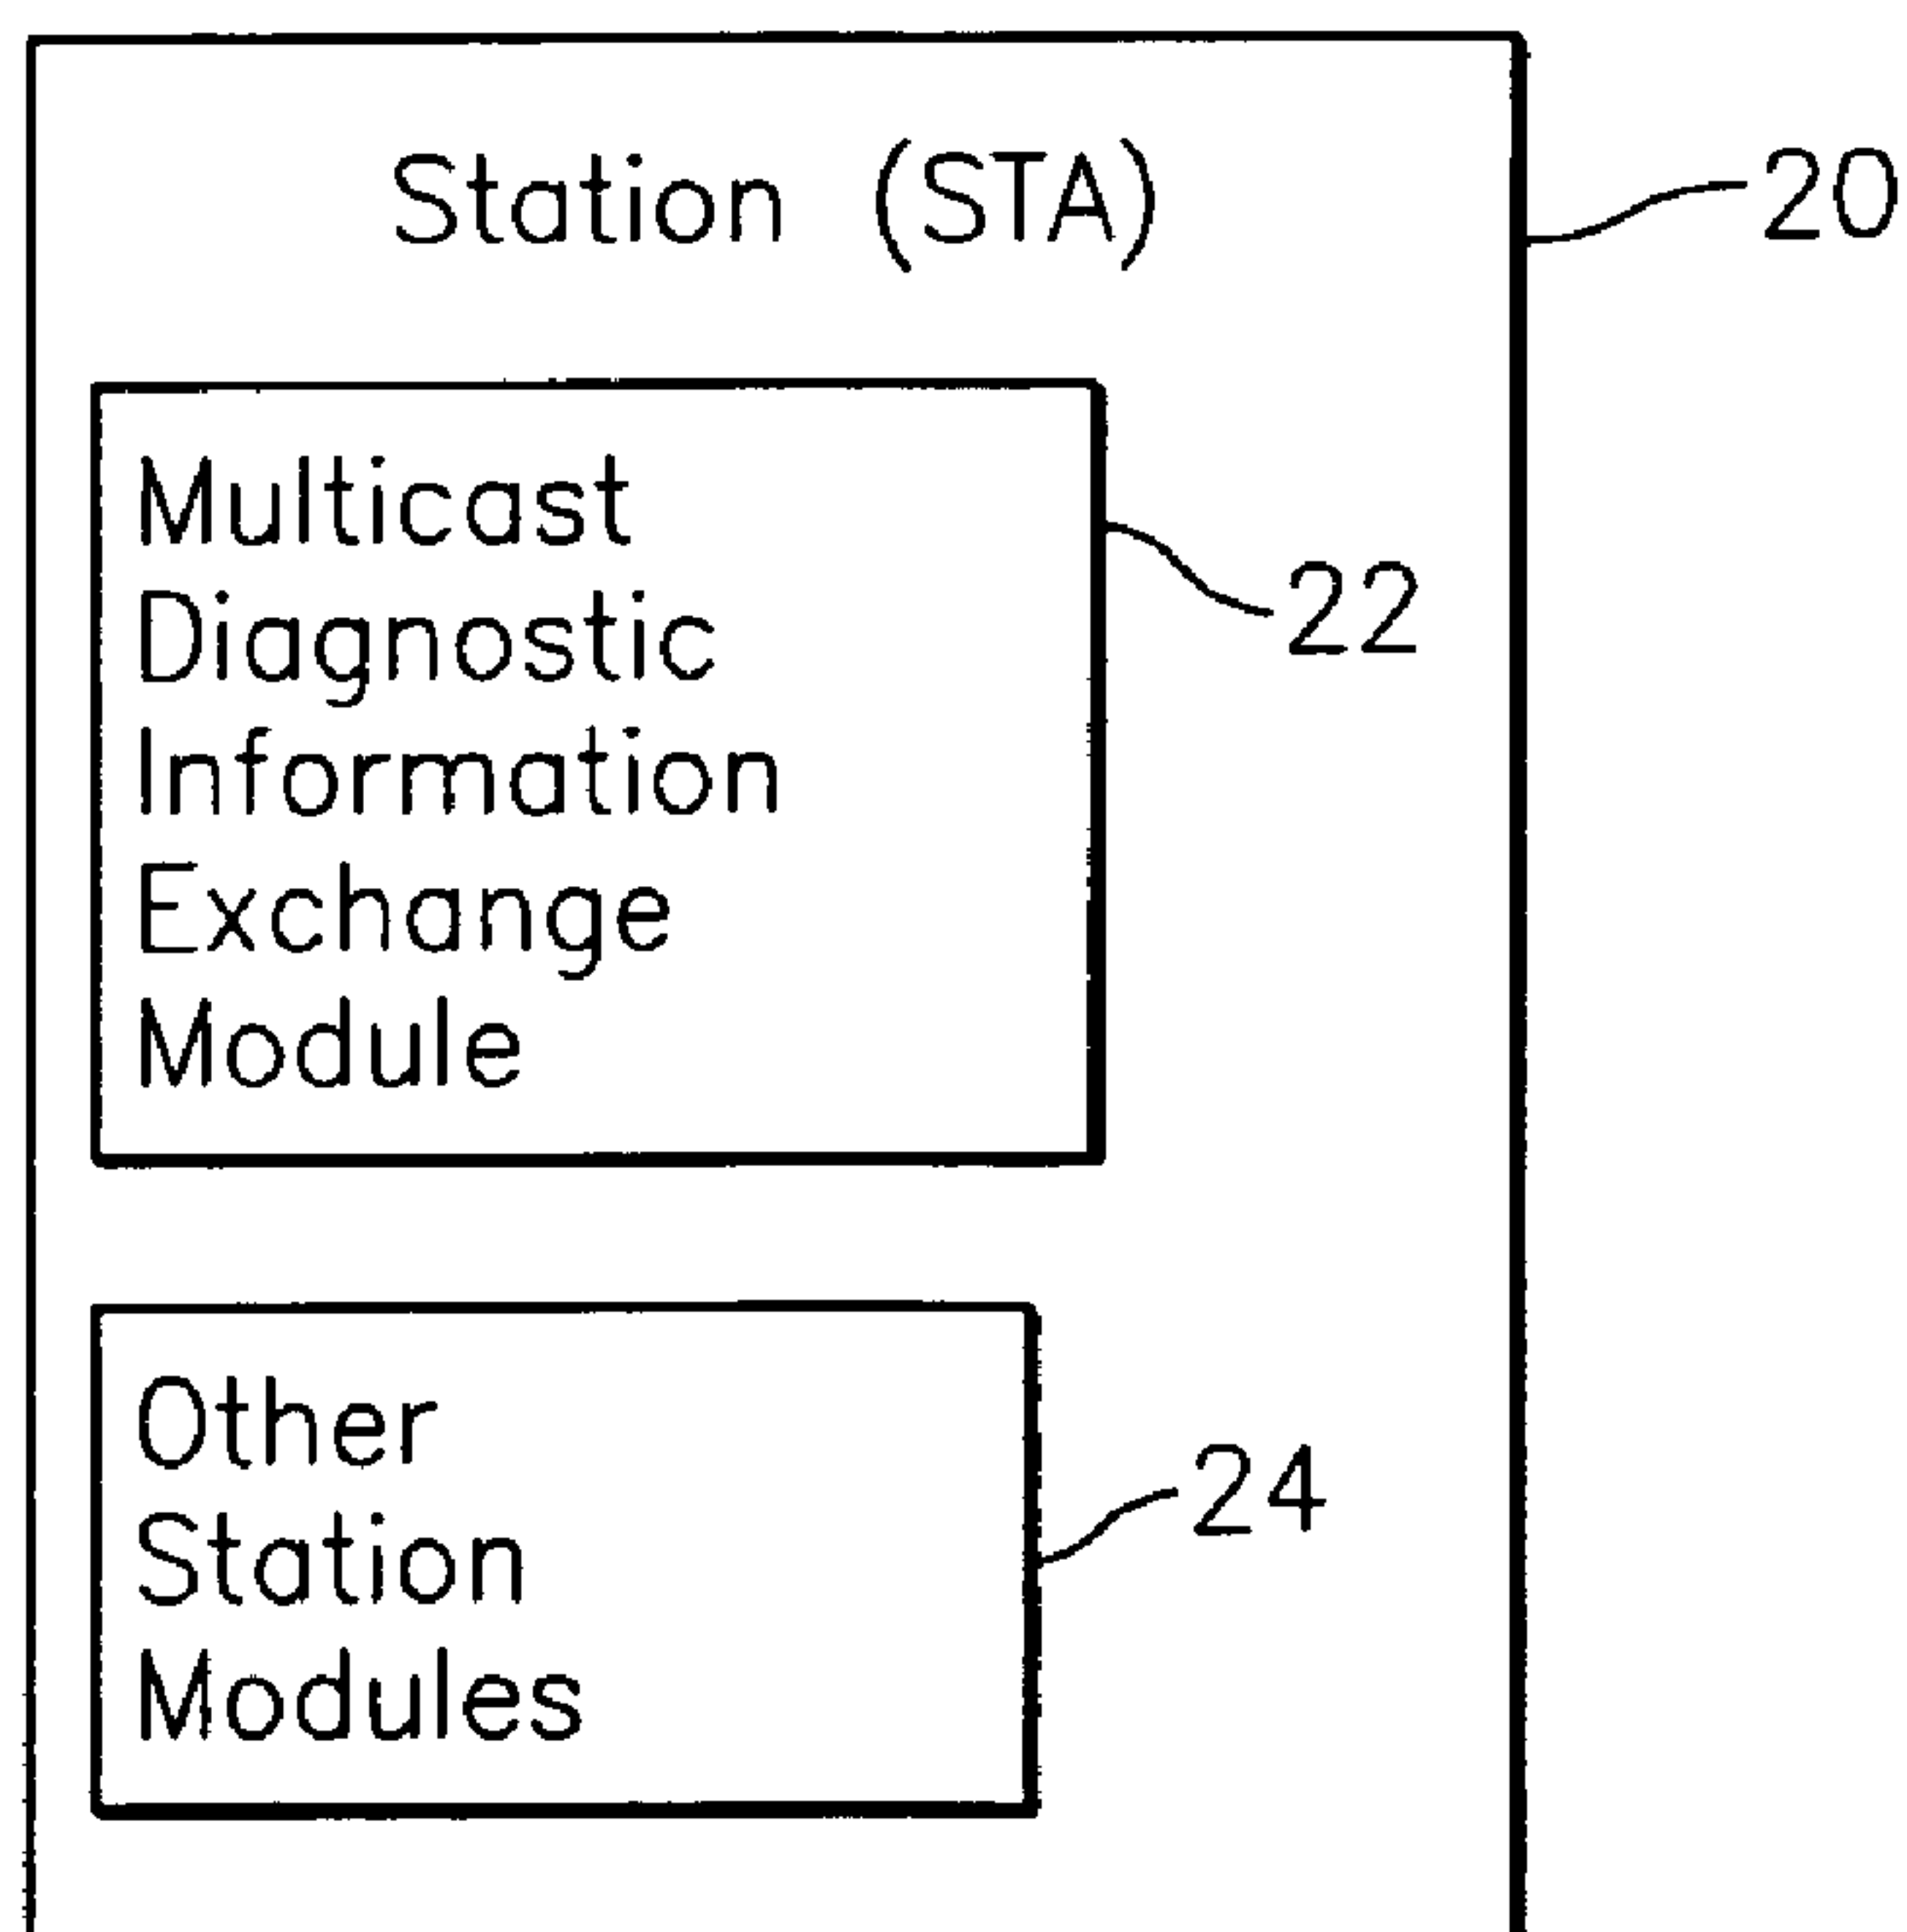 Station (STA)
20
Multicast
Diagnostic
Information
Exchange
Module
22
Other
Station
Modules
24